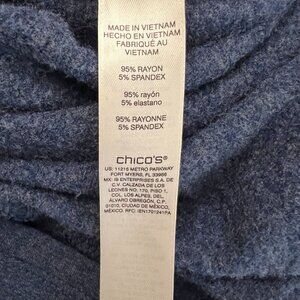 MADE IN VIETNAM
HECHO EN VIETNAM
FABRIQUÉ AU
VIETNAM
95% RAYON
5% SPANDEX
95% rayón
5% elastano
95% RAYONNE
5% SPANDEX
chico's®
US: 11215 METRO PARKWAY
FORT MYERS, FL 33966
MX: IB ENTERPRISES S.A. DE
C.V. CALZADA DE LOS
LEONES NO. 170, PISO 1,
COL. LOS ALPES, DEL.
ÁLVARO OBREGÓN, C.P.
01010, CIUDAD DE MÉXICO,
MÉXICO. RFC: IEN1701241PA